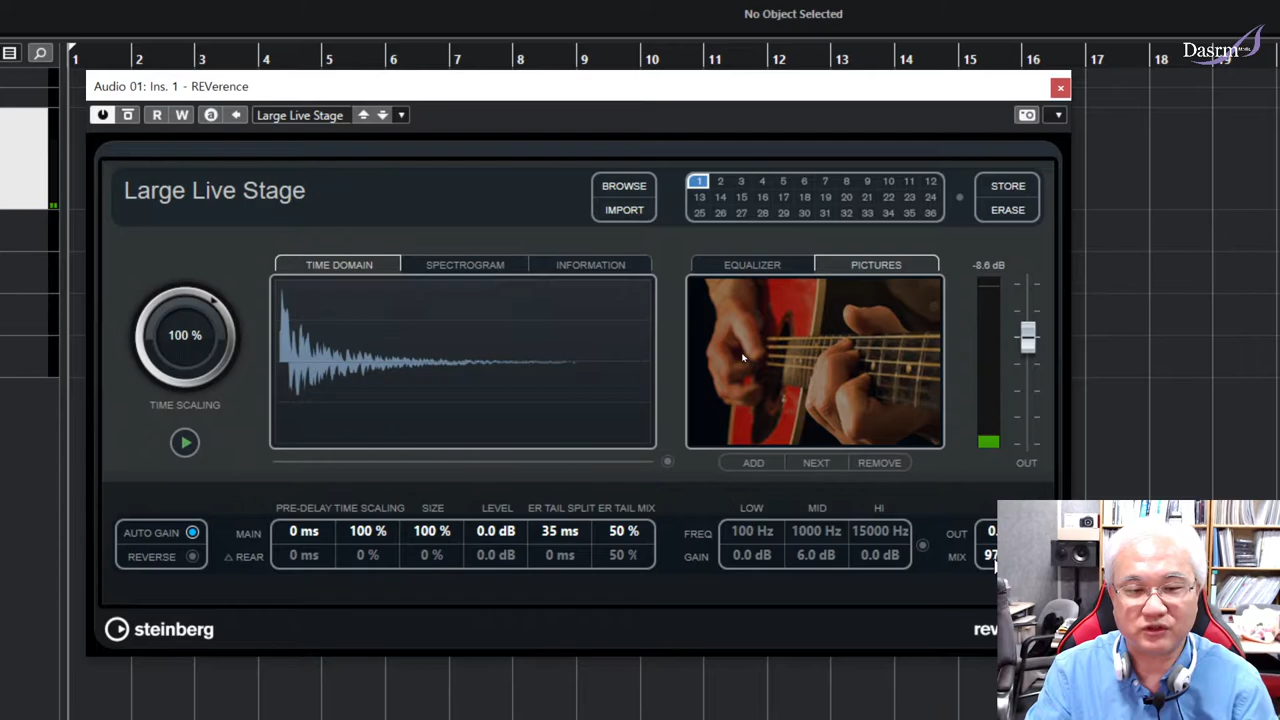 No Object Selected
Dasrm
1 2 3 4 5 6 7 8 9 10 11 12 13 14 15 16 17 18
Audio 01: Ins. 1 - REVerence
R W a Large Live Stage
Large Live Stage
BROWSE
IMPORT
1 2 3 4 5 6 7 8 9 10 11 12
13 14 15 16 17 18 19 20 21 22 23 24
25 26 27 28 29 30 31 32 33 34 35 36
STORE
ERASE
TIME DOMAIN SPECTROGRAM INFORMATION
EQUALIZER PICTURES
-8.6 dB
100 %
TIME SCALING
ADD NEXT REMOVE
OUT
PRE-DELAY TIME SCALING SIZE LEVEL ER TAIL SPLIT ER TAIL MIX
LOW MID HI
AUTO GAIN MAIN 0 ms 100 % 100 % 0.0 dB 35 ms 50 %
FREQ 100 Hz 1000 Hz 15000 Hz OUT
REVERSE △ REAR 0 ms 0 % 0 % 0.0 dB 0 ms 50 %
GAIN 0.0 dB 6.0 dB 0.0 dB MIX 97
steinberg
rev